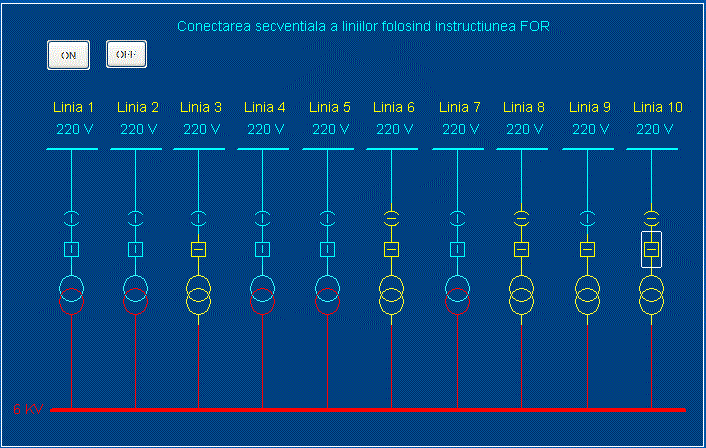 Conectarea secventiala a liniilor folosind instructiunea FOR
ON OFF
Linia 1 Linia 2 Linia 3 Linia 4 Linia 5 Linia 6 Linia 7 Linia 8 Linia 9 Linia 10
220 V 220 V 220 V 220 V 220 V 220 V 220 V 220 V 220 V 220 V
6 KV